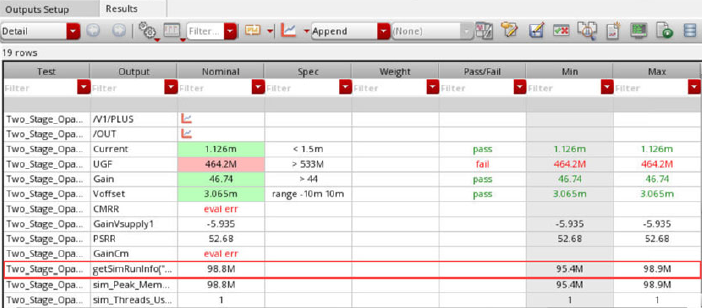 Outputs Setup Results
Detail Filter... Append (None)
19 rows
Test Output Nominal Spec Weight Pass/Fail Min Max
Filter Filter Filter Filter Filter Filter Filter Filter
Two_Stage_Opa... /V1/PLUS
Two_Stage_Opa... /OUT
Two_Stage_Opa... Current 1.126m < 1.5m pass 1.126m 1.126m
Two_Stage_Opa... UGF 464.2M > 533M fail 464.2M 464.2M
Two_Stage_Opa... Gain 46.74 > 44 pass 46.74 46.74
Two_Stage_Opa... Voffset 3.065m range -10m 10m pass 3.065m 3.065m
Two_Stage_Opa... CMRR eval err
Two_Stage_Opa... GainVsupply1 -5.935 -5.935 -5.935
Two_Stage_Opa... PSRR 52.68 52.68 52.68
Two_Stage_Opa... GainCm eval err
Two_Stage_Opa... getSimRunInfo("... 98.8M 95.4M 98.9M
Two_Stage_Opa... sim_Peak_Mem... 98.8M 95.4M 98.9M
Two_Stage_Opa... sim_Threads_Us... 1 1 1